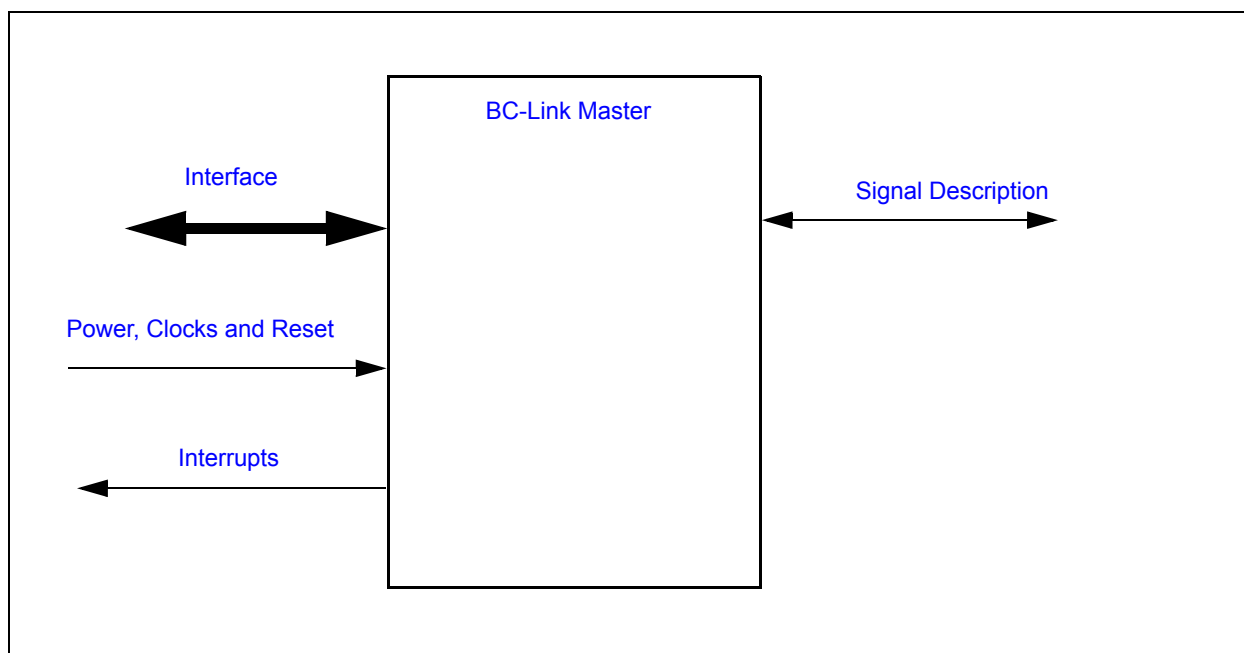 BC-Link Master
Interface
Signal Description
Power, Clocks and Reset
Interrupts